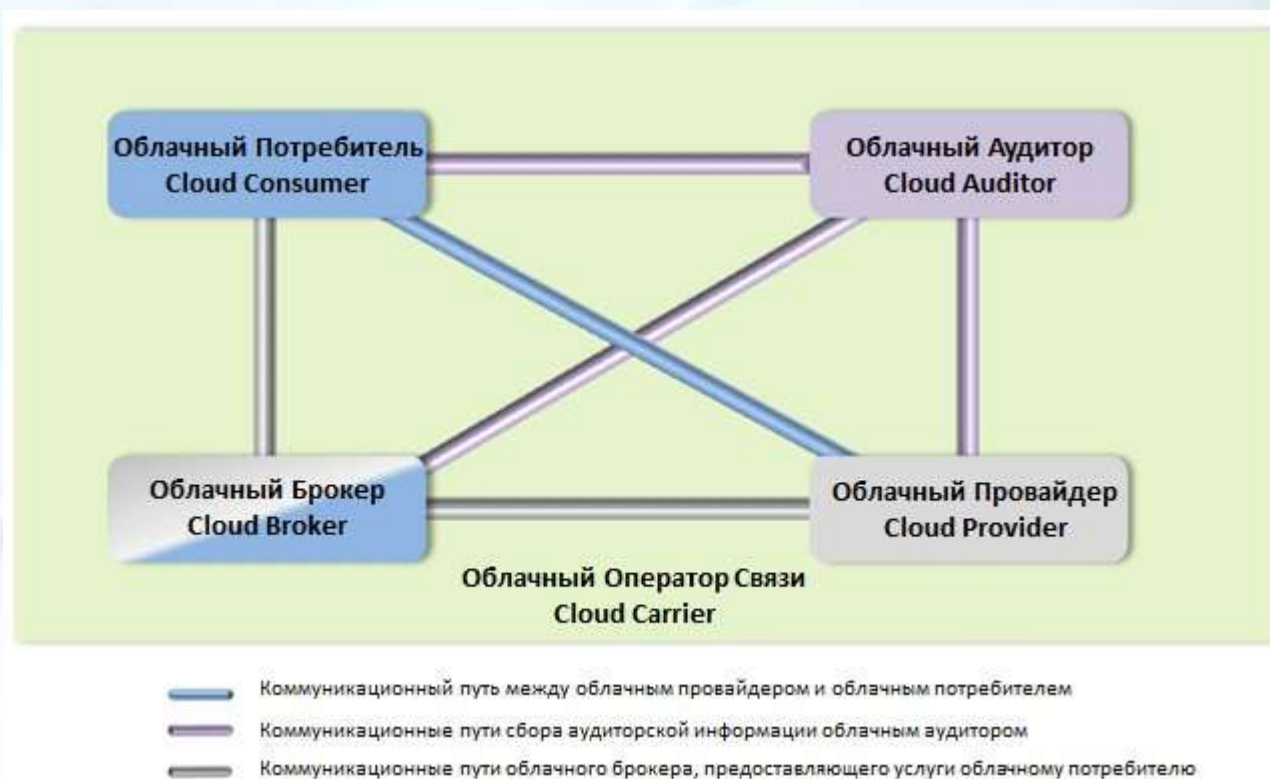 Облачный Потребитель
Cloud Consumer
Облачный Аудитор
Cloud Auditor
Облачный Брокер
Cloud Broker
Облачный Провайдер
Cloud Provider
Облачный Оператор Связи
Cloud Carrier
Коммуникационный путь между облачным провайдером и облачным потребителем
Коммуникационные пути сбора аудиторской информации облачным аудитором
Коммуникационные пути облачного брокера, предоставляющего услуги облачному потребителю